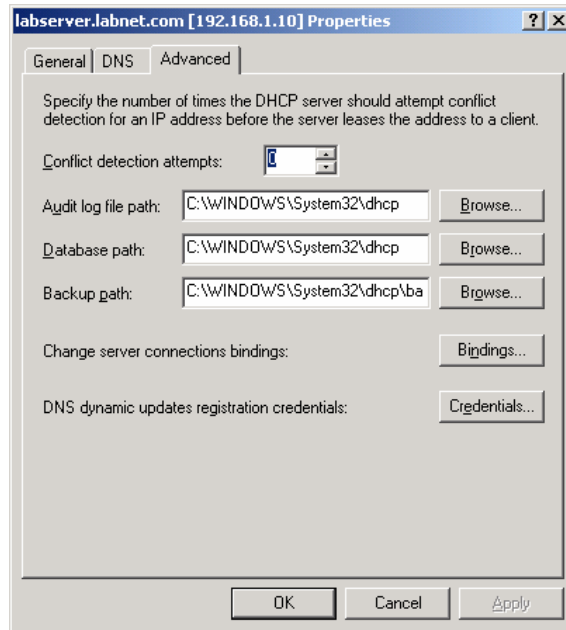 labserver.labnet.com [192.168.1.10] Properties
General DNS Advanced
Specify the number of times the DHCP server should attempt conflict
detection for an IP address before the server leases the address to a client.
Conflict detection attempts: 0
Audit log file path: C:\WINDOWS\System32\dhcp Browse...
Database path: C:\WINDOWS\System32\dhcp Browse...
Backup path: C:\WINDOWS\System32\dhcp\ba Browse...
Change server connections bindings: Bindings...
DNS dynamic updates registration credentials: Credentials...
OK Cancel Apply